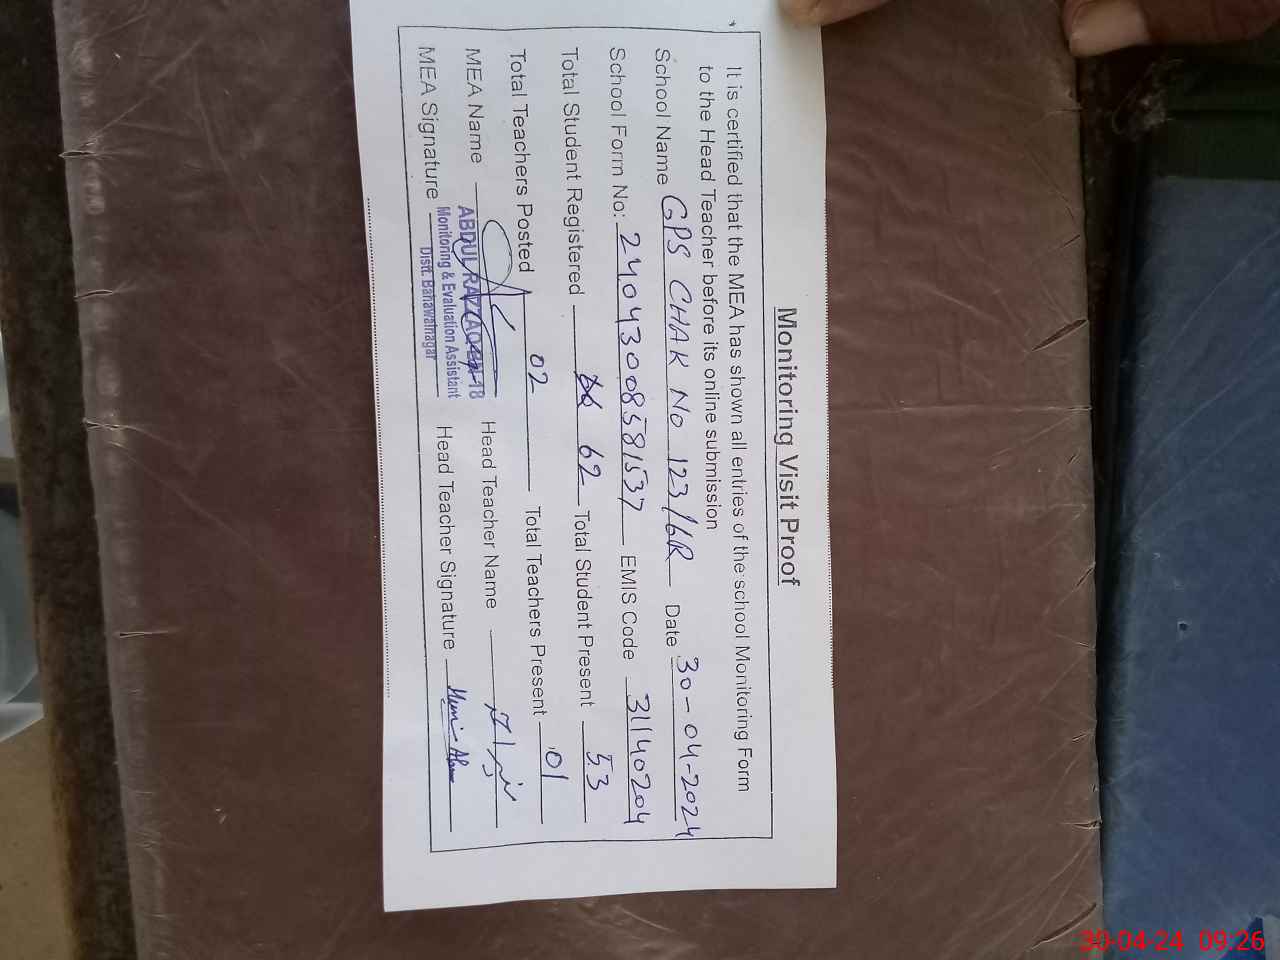 Monitoring Visit Proof
It is certified that the MEA has shown all entries of the school Monitoring Form
to the Head Teacher before its online submission
School Name GPS CHAK No 123/6R Date 30-04-2024
School Form No: 24043008581537 EMIS Code 31140204
Total Student Registered 62 Total Student Present 53
Total Teachers Posted 02 Total Teachers Present 01
MEA Name ABDUL RAZZAQ Head Teacher Name
MEA Signature Monitoring & Evaluation Assistant Head Teacher Signature
Distt. Bahawalnagar
30-04-24 09:26